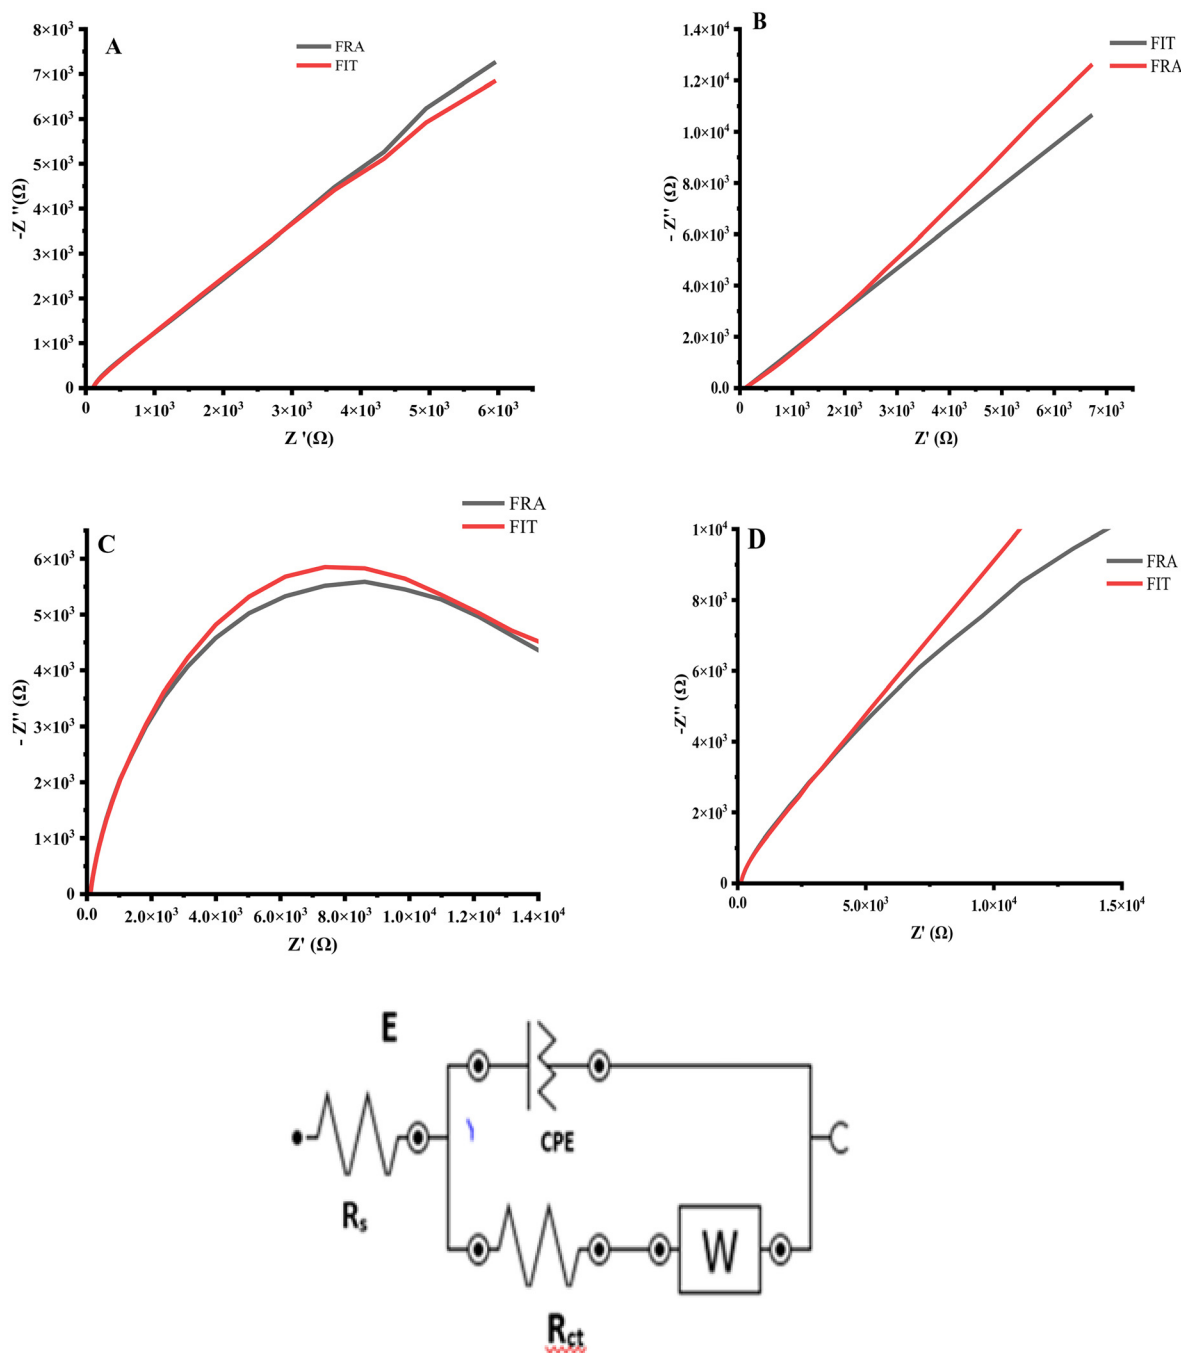 A
FRA
FIT
8×10³
7×10³
6×10³
5×10³
4×10³
3×10³
2×10³
1×10³
0
-Z ''(Ω)
0 1×10³ 2×10³ 3×10³ 4×10³ 5×10³ 6×10³
Z '(Ω)
B
FIT
FRA
1.4×10⁴
1.2×10⁴
1.0×10⁴
8.0×10³
6.0×10³
4.0×10³
2.0×10³
0.0
- Z'' (Ω)
0 1×10³ 2×10³ 3×10³ 4×10³ 5×10³ 6×10³ 7×10³
Z' (Ω)
C
FRA
FIT
6×10³
5×10³
4×10³
3×10³
2×10³
1×10³
0
- Z'' (Ω)
0.0 2.0×10³ 4.0×10³ 6.0×10³ 8.0×10³ 1.0×10⁴ 1.2×10⁴ 1.4×10⁴
Z' (Ω)
D
FRA
FIT
1×10⁴
8×10³
6×10³
4×10³
2×10³
0
-Z'' (Ω)
0.0 5.0×10³ 1.0×10⁴ 1.5×10⁴
Z' (Ω)
E
CPE
Rs
W
Rct